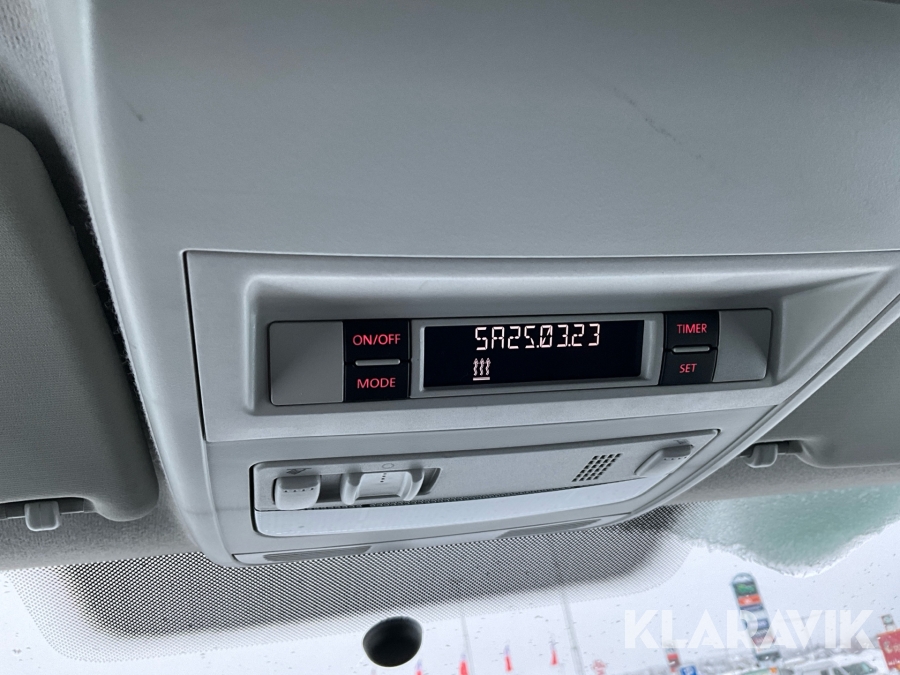 ON/OFF
MODE
SA25.03.23
TIMER
SET
KLARAVIK